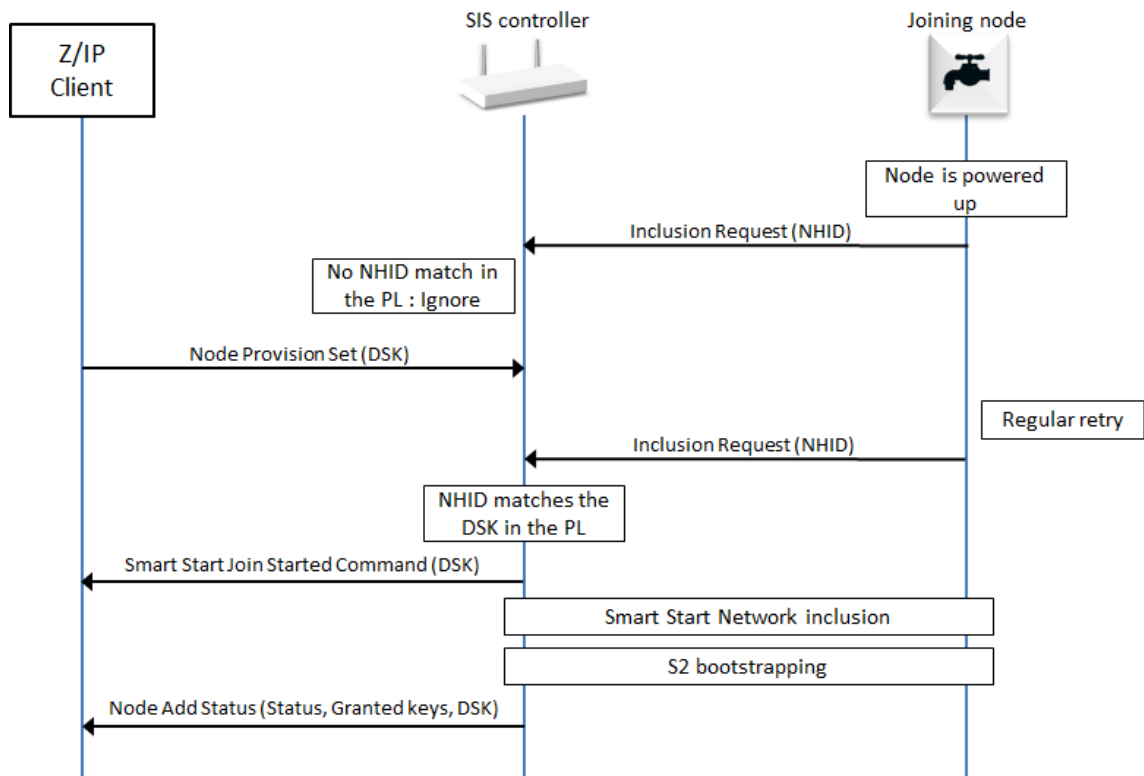 SIS controller
Joining node
Z/IP
Client
Node is powered
up
Inclusion Request (NHID)
No NHID match in
the PL : Ignore
Node Provision Set (DSK)
Regular retry
Inclusion Request (NHID)
NHID matches the
DSK in the PL
Smart Start Join Started Command (DSK)
Smart Start Network inclusion
S2 bootstrapping
Node Add Status (Status, Granted keys, DSK)